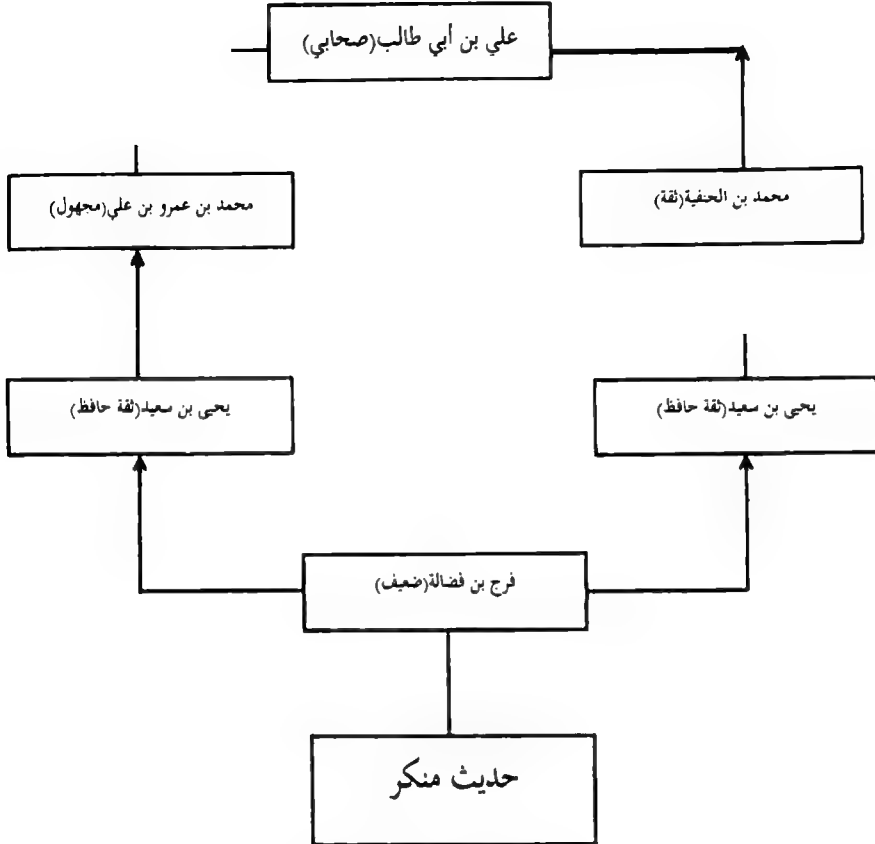 علي بن أبي طالب(صحابي)
محمد بن الحنفية(ثقة)
محمد بن عمرو بن علي(مجهول)
يحيى بن سعيد(ثقة حافظ)
يحيى بن سعيد(ثقة حافظ)
فرج بن فضالة(ضعيف)
حديث منكر